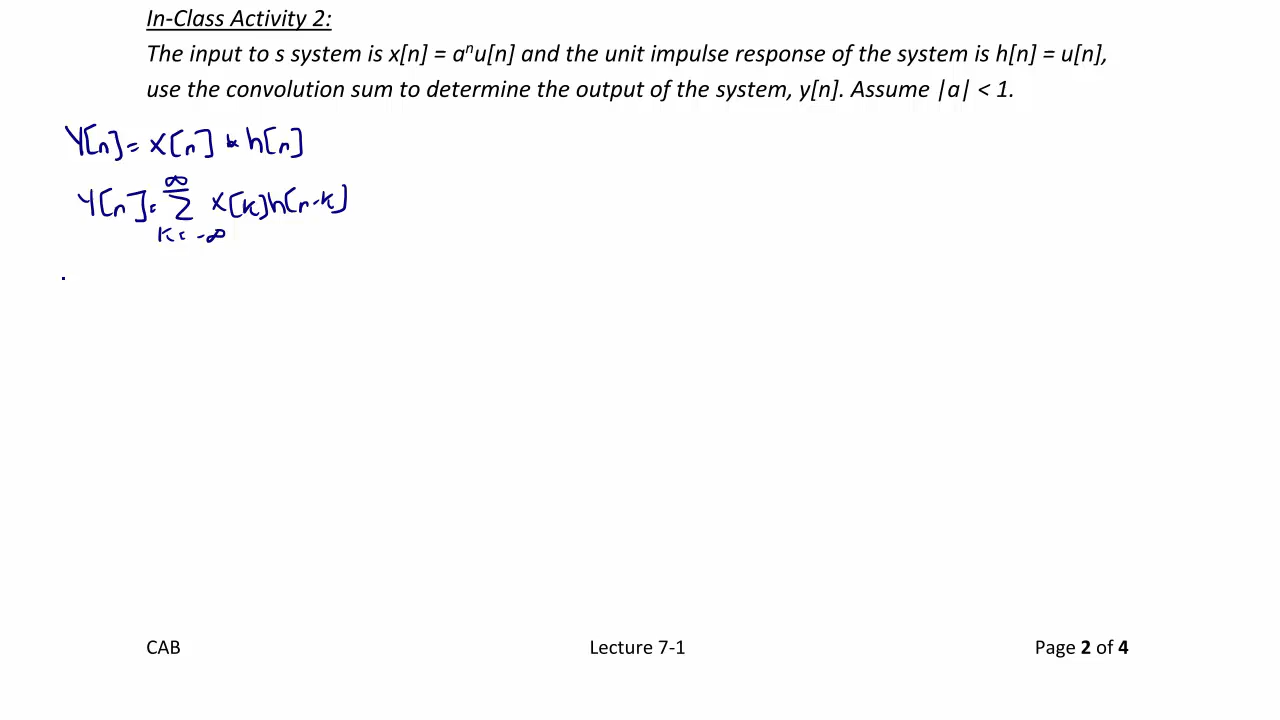 In-Class Activity 2:
The input to s system is x[n] = aⁿu[n] and the unit impulse response of the system is h[n] = u[n],
use the convolution sum to determine the output of the system, y[n]. Assume |a| < 1.
Y[n] = x[n] * h[n]
Y[n] = ∞ Σ k = -∞ x[k]h[n-k]
CAB Lecture 7-1 Page 2 of 4